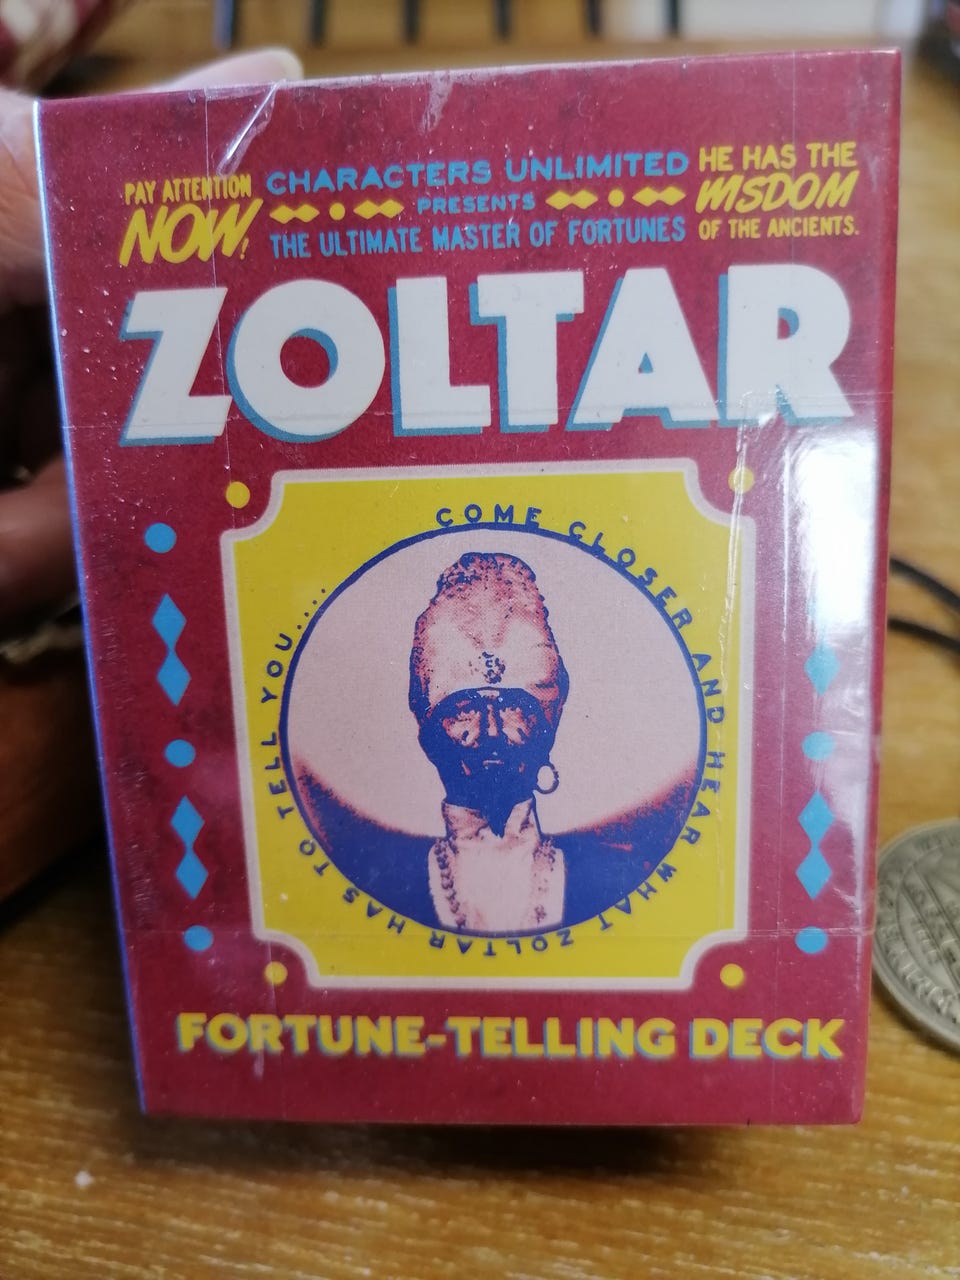 PAY ATTENTION
NOW!
CHARACTERS UNLIMITED
PRESENTS
THE ULTIMATE MASTER OF FORTUNES
HE HAS THE
WISDOM
OF THE ANCIENTS.
ZOLTAR
COME CLOSER AND HEAR WHAT ZOLTAR HAS TO TELL YOU.....
FORTUNE-TELLING DECK